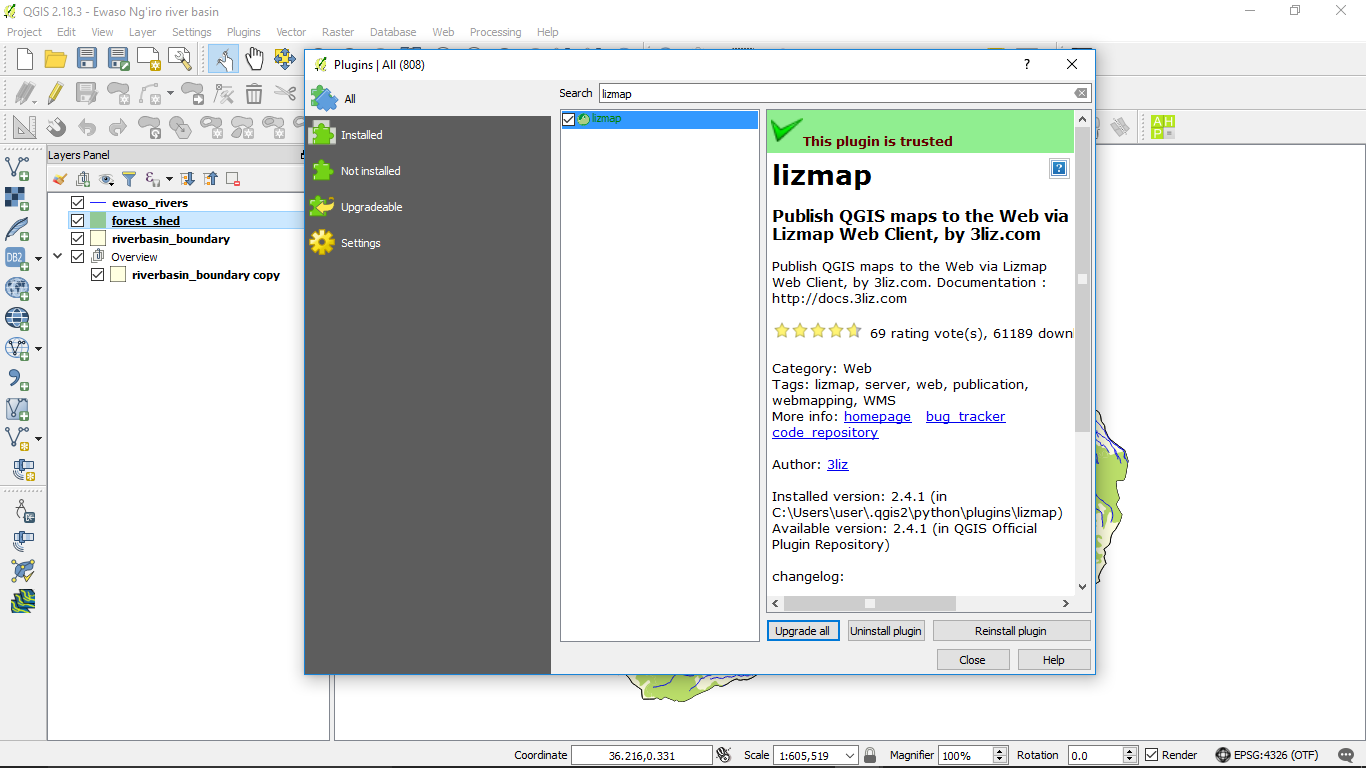 QGIS 2.18.3 - Ewaso Ng'iro river basin
Project Edit View Layer Settings Plugins Vector Raster Database Web Processing Help
Plugins | All (808)
?
All
Installed
Not installed
Upgradeable
Settings
Search lizmap
lizmap
This plugin is trusted
lizmap
Publish QGIS maps to the Web via
Lizmap Web Client, by 3liz.com
Publish QGIS maps to the Web via Lizmap
Web Client, by 3liz.com. Documentation :
http://docs.3liz.com
69 rating vote(s), 61189 down
Category: Web
Tags: lizmap, server, web, publication,
webmapping, WMS
More info: homepage bug tracker
code repository
Author: 3liz
Installed version: 2.4.1 (in
C:\Users\user\.qgis2\python\plugins\lizmap)
Available version: 2.4.1 (in QGIS Official
Plugin Repository)
changelog:
Upgrade all Uninstall plugin Reinstall plugin
Close Help
AH
P
Layers Panel
ewaso_rivers
forest_shed
riverbasin_boundary
Overview
riverbasin_boundary copy
DB2
Coordinate 36.216,0.331 Scale 1:605,519 Magnifier 100% Rotation 0.0 Render EPSG:4326 (OTF)